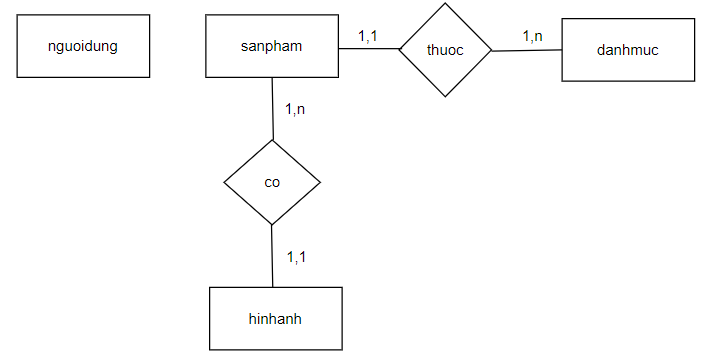 nguoidung
sanpham
1,1
thuoc
1,n
danhmuc
1,n
co
1,1
hinhanh